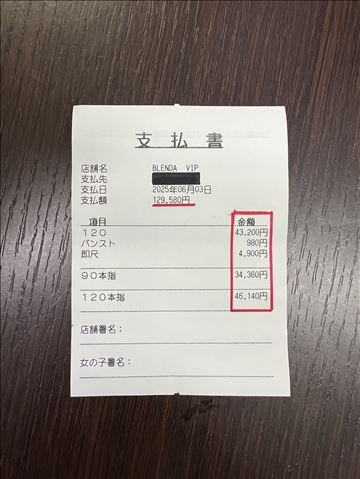 支払書
店舗名 BLENDA VIP
支払先
支払日 2025年06月03日
支払額 129,580円
項目 金額
120 43,200円
パンスト 980円
即尺 4,900円
90本指 34,360円
120本指 46,140円
店舗署名：
女の子署名：